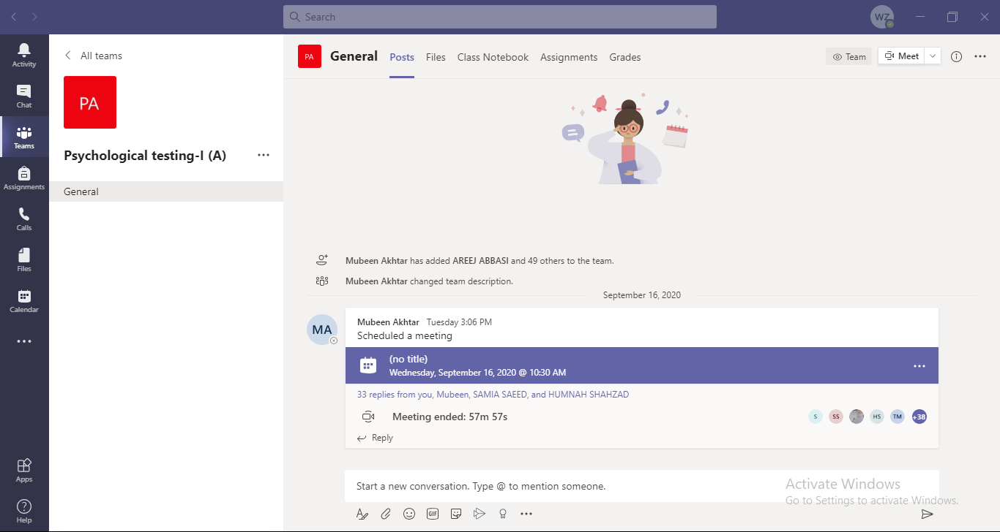 Search
WZ
Activity
Chat
Teams
Assignments
Calls
Files
Calendar
Apps
Help
All teams
PA
Psychological testing-I (A)
General
PA General Posts Files Class Notebook Assignments Grades
Team Meet
Mubeen Akhtar has added AREEJ ABBASI and 49 others to the team.
Mubeen Akhtar changed team description.
September 16, 2020
MA
Mubeen Akhtar Tuesday 3:06 PM
Scheduled a meeting
(no title)
Wednesday, September 16, 2020 @ 10:30 AM
33 replies from you, Mubeen, SAMIA SAEED, and HUMNAH SHAHZAD
Meeting ended: 57m 57s S SS HS TM +38
Reply
Start a new conversation. Type @ to mention someone.
GIF
Activate Windows
Go to Settings to activate Windows.